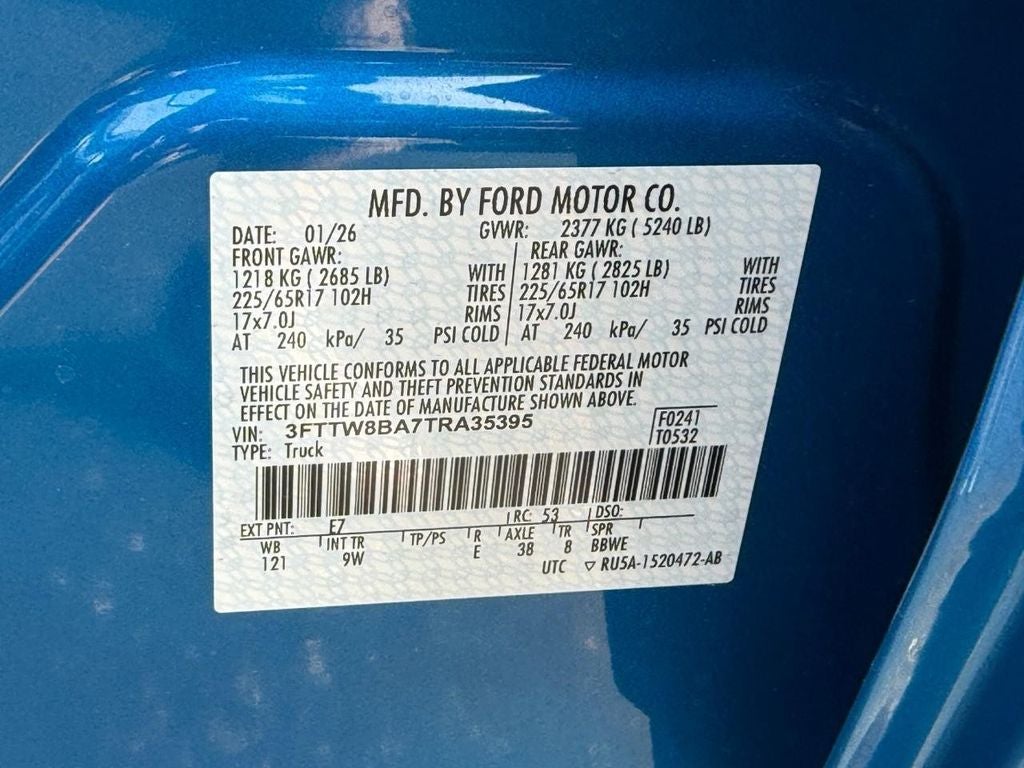 MFD. BY FORD MOTOR CO.
DATE: 01/26 GVWR: 2377 KG ( 5240 LB)
FRONT GAWR: REAR GAWR:
1218 KG ( 2685 LB) WITH 1281 KG ( 2825 LB) WITH
225/65R17 102H TIRES 225/65R17 102H TIRES
17x7.0J RIMS 17x7.0J RIMS
AT 240 kPa/ 35 PSI COLD AT 240 kPa/ 35 PSI COLD
THIS VEHICLE CONFORMS TO ALL APPLICABLE FEDERAL MOTOR
VEHICLE SAFETY AND THEFT PREVENTION STANDARDS IN
EFFECT ON THE DATE OF MANUFACTURE SHOWN ABOVE.
VIN: 3FTTW8BA7TRA35395 F0241
TYPE: Truck T0532
EXT PNT: E7 RC: 53 DSO:
WB INT TR TP/PS R AXLE TR SPR
121 9W E 38 8 BBWE
UTC ▽ RU5A-1520472-AB